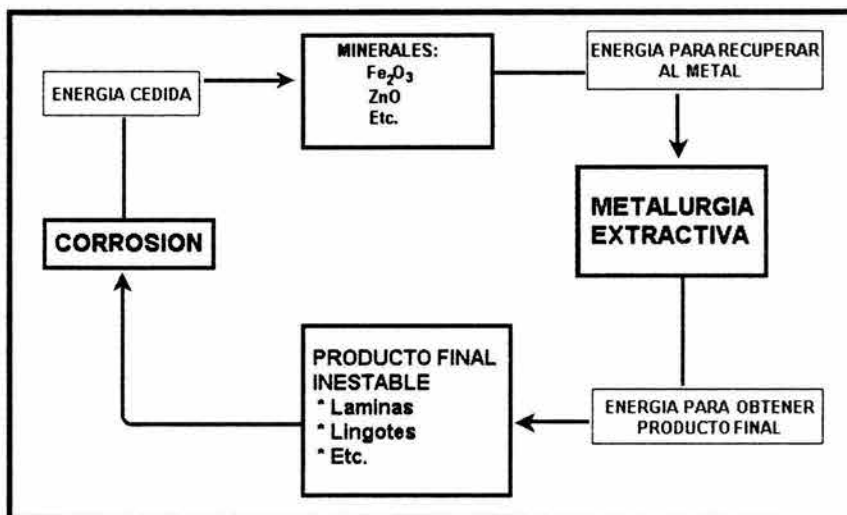 MINERALES:
Fe₂O₃
ZnO
Etc.
ENERGIA PARA RECUPERAR
AL METAL
METALURGIA
EXTRACTIVA
ENERGIA PARA OBTENER
PRODUCTO FINAL
PRODUCTO FINAL
INESTABLE
* Laminas
* Lingotes
* Etc.
CORROSION
ENERGIA CEDIDA